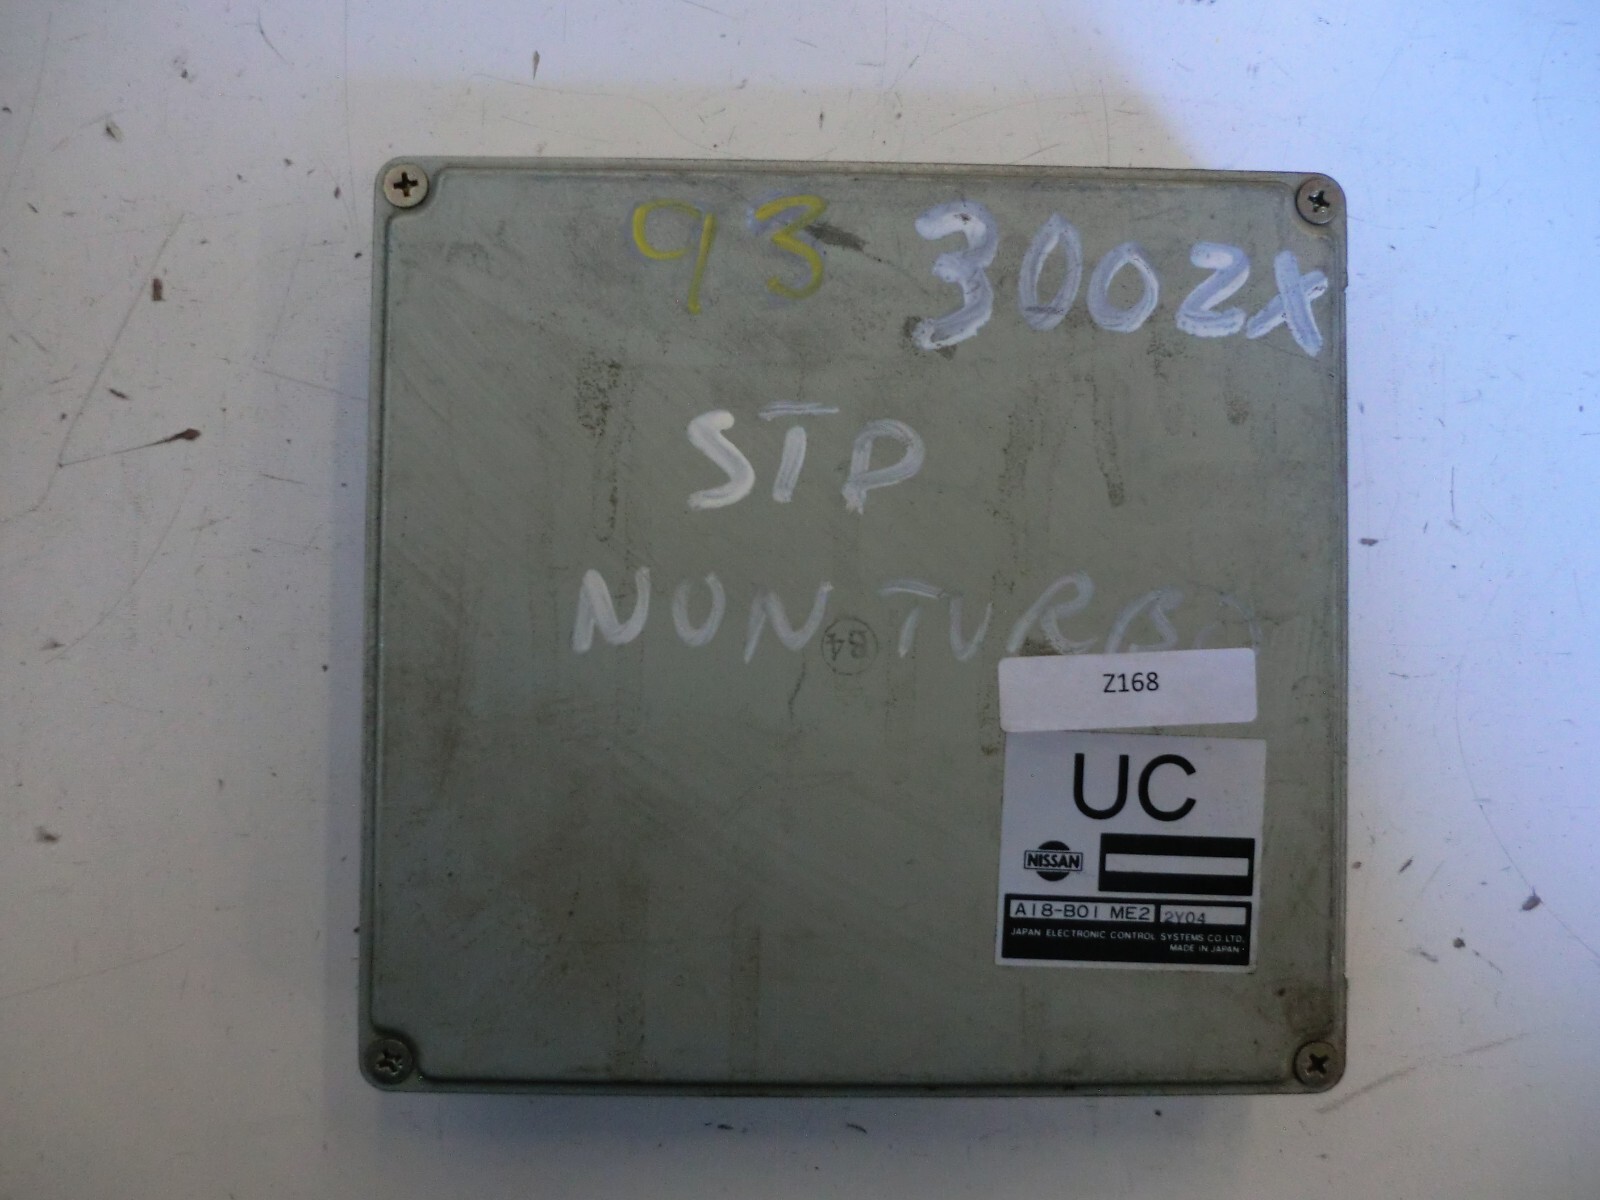 93 300ZX
STP
NON TURBO
B4
Z168
UC
NISSAN
A18-B01 ME2 2Y04
JAPAN ELECTRONIC CONTROL SYSTEMS CO.LTD.
MADE IN JAPAN